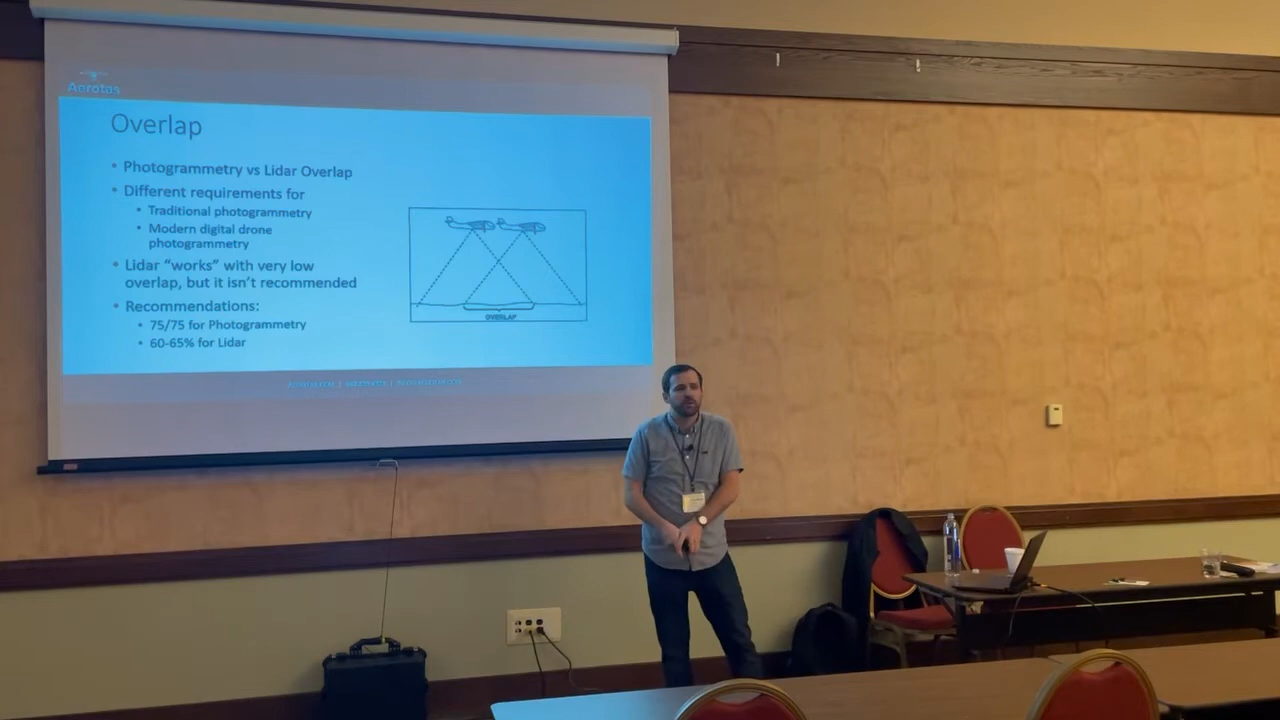 Aerotas
Overlap
• Photogrammetry vs Lidar Overlap
• Different requirements for
• Traditional photogrammetry
• Modern digital drone
photogrammetry
• Lidar "works" with very low
overlap, but it isn't recommended
• Recommendations:
• 75/75 for Photogrammetry
• 60-65% for Lidar
OVERLAP